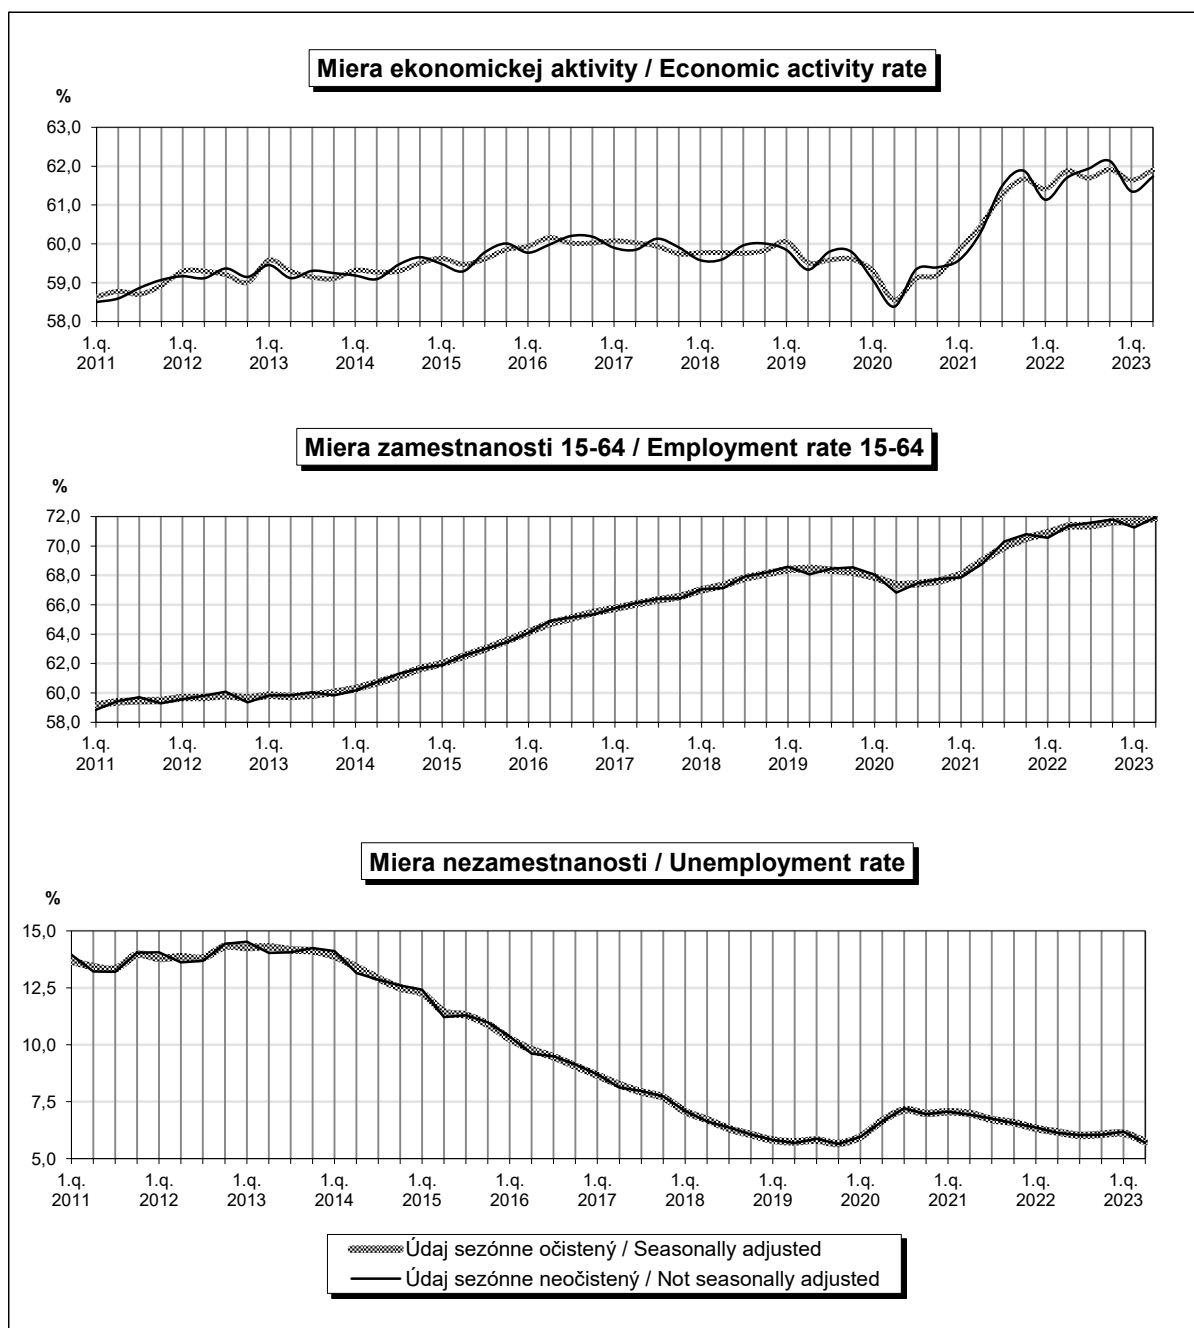 Miera ekonomickej aktivity / Economic activity rate
%
63,0
62,0
61,0
60,0
59,0
58,0
1.q. 1.q. 1.q. 1.q. 1.q. 1.q. 1.q. 1.q. 1.q. 1.q. 1.q. 1.q. 1.q.
2011 2012 2013 2014 2015 2016 2017 2018 2019 2020 2021 2022 2023
Miera zamestnanosti 15-64 / Employment rate 15-64
%
72,0
70,0
68,0
66,0
64,0
62,0
60,0
58,0
1.q. 1.q. 1.q. 1.q. 1.q. 1.q. 1.q. 1.q. 1.q. 1.q. 1.q. 1.q. 1.q.
2011 2012 2013 2014 2015 2016 2017 2018 2019 2020 2021 2022 2023
Miera nezamestnanosti / Unemployment rate
%
15,0
12,5
10,0
7,5
5,0
1.q. 1.q. 1.q. 1.q. 1.q. 1.q. 1.q. 1.q. 1.q. 1.q. 1.q. 1.q. 1.q.
2011 2012 2013 2014 2015 2016 2017 2018 2019 2020 2021 2022 2023
Údaj sezónne očistený / Seasonally adjusted
Údaj sezónne neočistený / Not seasonally adjusted